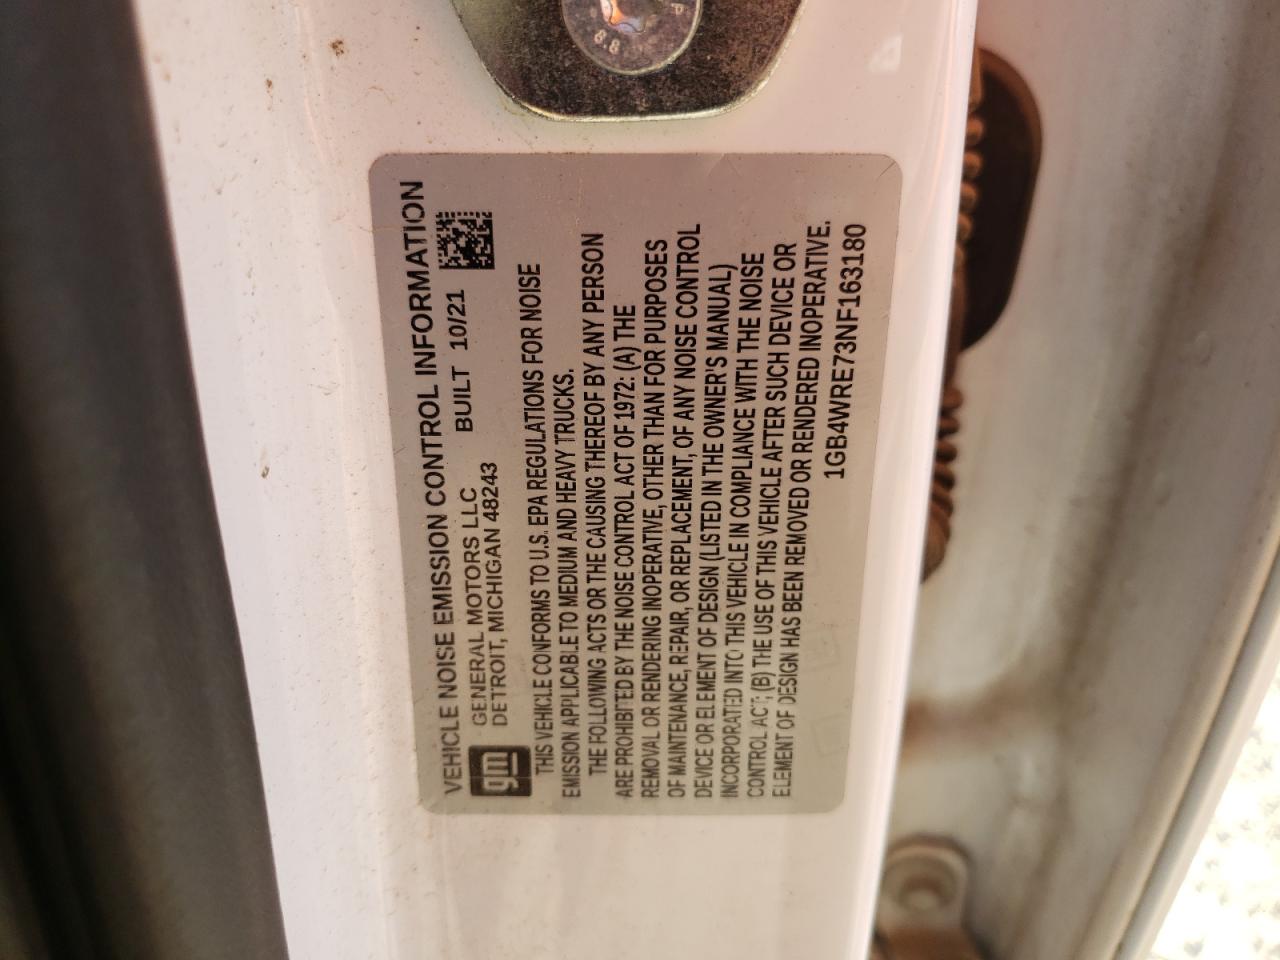 8.8
P
VEHICLE NOISE EMISSION CONTROL INFORMATION
gm
GENERAL MOTORS LLC BUILT 10/21
DETROIT, MICHIGAN 48243
THIS VEHICLE CONFORMS TO U.S. EPA REGULATIONS FOR NOISE
EMISSION APPLICABLE TO MEDIUM AND HEAVY TRUCKS.
THE FOLLOWING ACTS OR THE CAUSING THEREOF BY ANY PERSON
ARE PROHIBITED BY THE NOISE CONTROL ACT OF 1972: (A) THE
REMOVAL OR RENDERING INOPERATIVE, OTHER THAN FOR PURPOSES
OF MAINTENANCE, REPAIR, OR REPLACEMENT, OF ANY NOISE CONTROL
DEVICE OR ELEMENT OF DESIGN (LISTED IN THE OWNER'S MANUAL)
INCORPORATED INTO THIS VEHICLE IN COMPLIANCE WITH THE NOISE
CONTROL ACT; (B) THE USE OF THIS VEHICLE AFTER SUCH DEVICE OR
ELEMENT OF DESIGN HAS BEEN REMOVED OR RENDERED INOPERATIVE.
1GB4WRE73NF163180